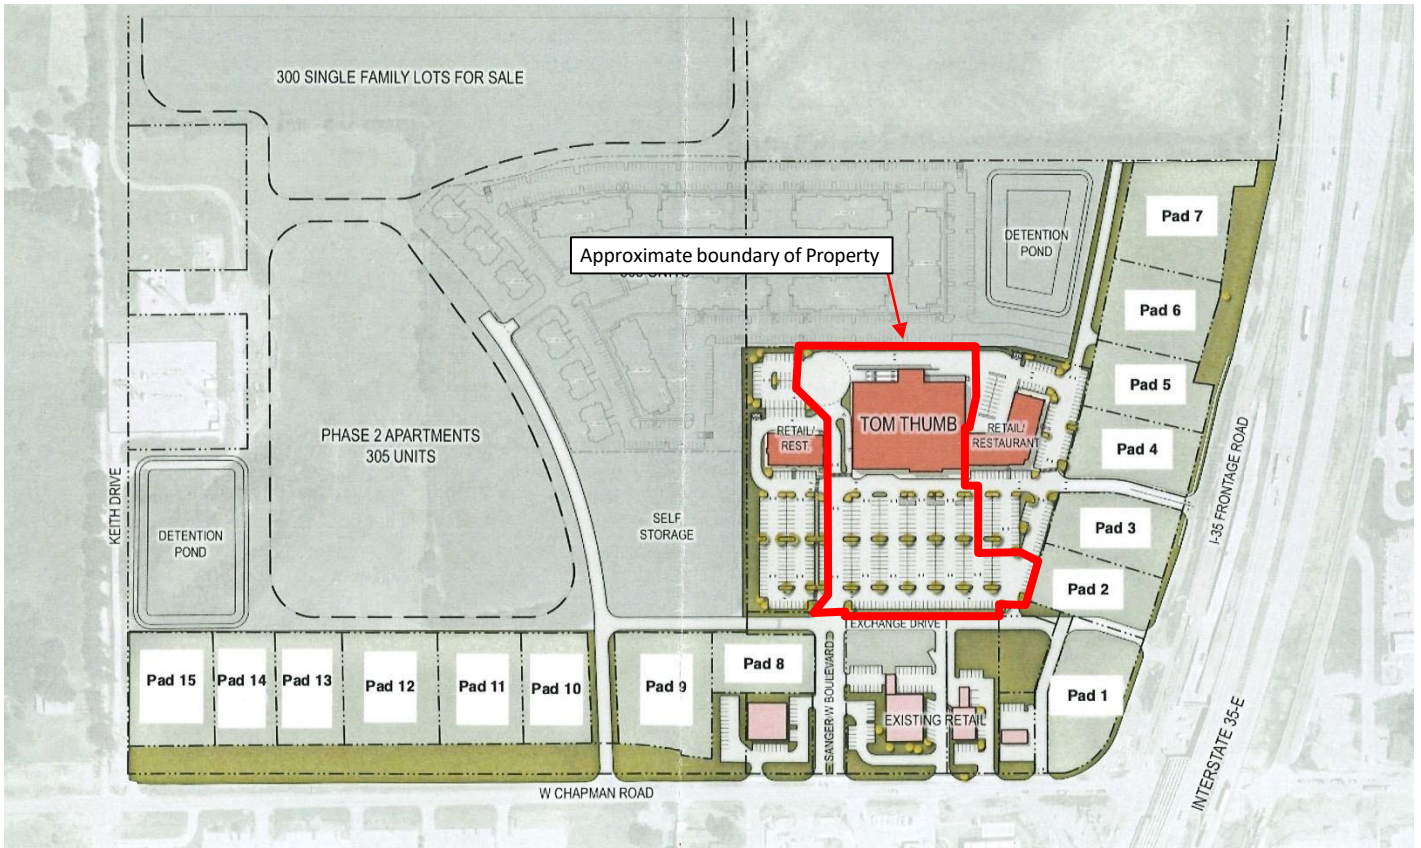 300 SINGLE FAMILY LOTS FOR SALE
Pad 7
DETENTION
POND
Approximate boundary of Property
Pad 6
Pad 5
TOM THUMB
RETAIL/
REST.
RETAIL/
RESTAURANT
PHASE 2 APARTMENTS
305 UNITS
Pad 4
I-35 FRONTAGE ROAD
KEITH DRIVE
DETENTION
POND
SELF
STORAGE
Pad 3
Pad 2
EXCHANGE DRIVE
Pad 15
Pad 14
Pad 13
Pad 12
Pad 11
Pad 10
Pad 9
Pad 8
SANGER/W BOULEVARD
EXISTING RETAIL
Pad 1
INTERSTATE 35-E
W CHAPMAN ROAD